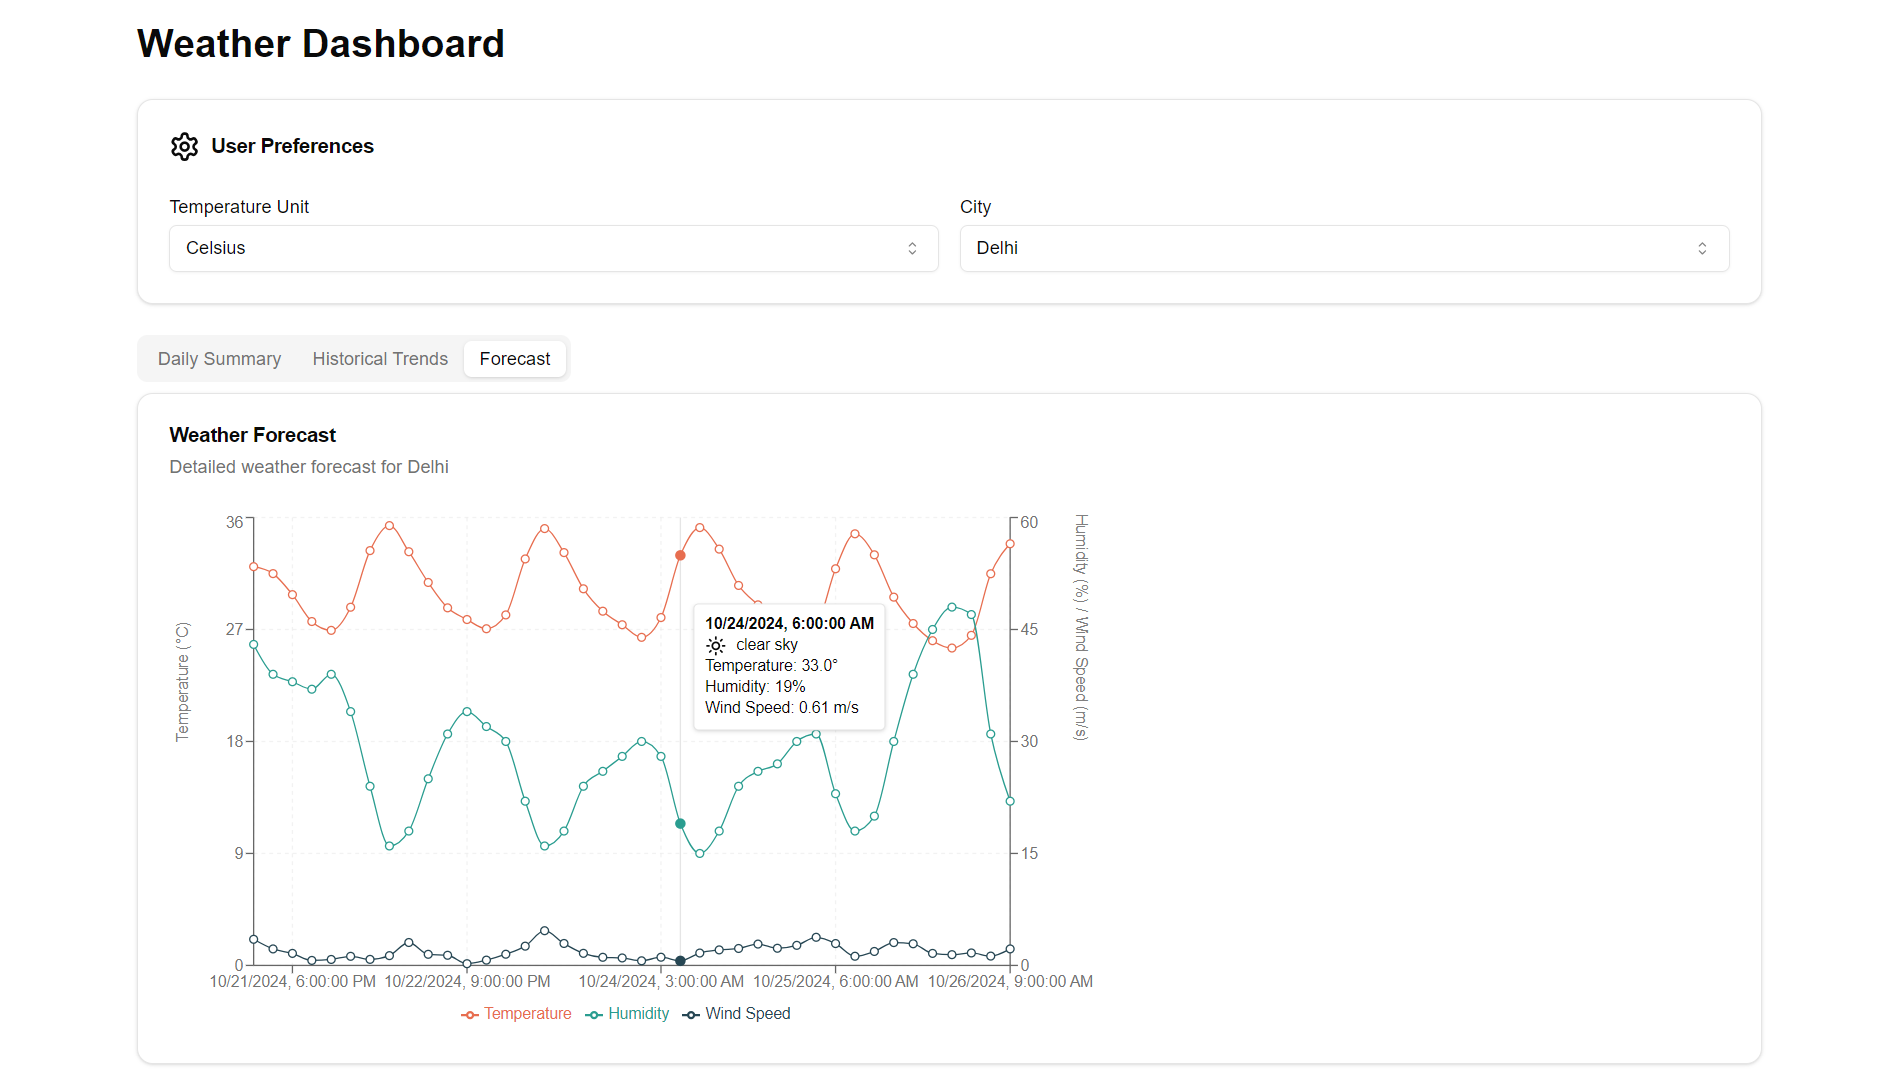 Weather Dashboard
User Preferences
Temperature Unit
Celsius
City
Delhi
Daily Summary
Historical Trends
Forecast
Weather Forecast
Detailed weather forecast for Delhi
Temperature (°C)
36
27
18
9
0
60
45
30
15
0
Humidity (%) / Wind Speed (m/s)
10/24/2024, 6:00:00 AM
clear sky
Temperature: 33.0°
Humidity: 19%
Wind Speed: 0.61 m/s
10/21/2024, 6:00:00 PM
10/22/2024, 9:00:00 PM
10/24/2024, 3:00:00 AM
10/25/2024, 6:00:00 AM
10/26/2024, 9:00:00 AM
Temperature
Humidity
Wind Speed